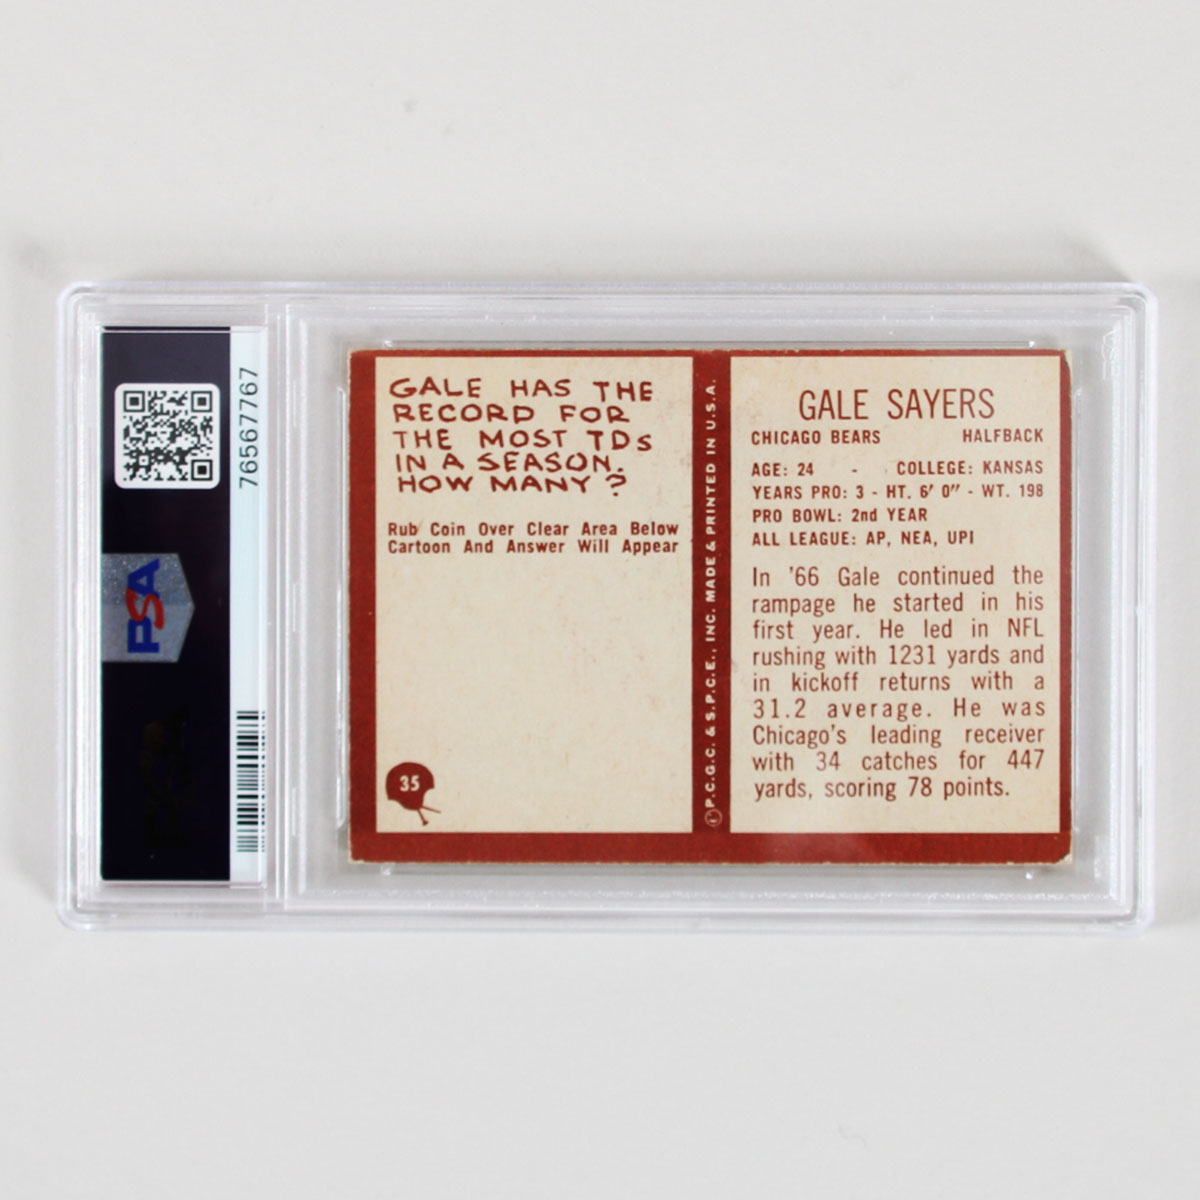 76567767
PSA
GALE HAS THE
RECORD FOR
THE MOST TDS
IN A SEASON.
HOW MANY?
Rub Coin Over Clear Area Below
Cartoon And Answer Will Appear
35
©P.C.G.C. & S.P.C.E., INC. MADE & PRINTED IN U.S.A.
GALE SAYERS
CHICAGO BEARS HALFBACK
AGE: 24 - COLLEGE: KANSAS
YEARS PRO: 3 - HT. 6' 0" - WT. 198
PRO BOWL: 2nd YEAR
ALL LEAGUE: AP, NEA, UPI
In '66 Gale continued the
rampage he started in his
first year. He led in NFL
rushing with 1231 yards and
in kickoff returns with a
31.2 average. He was
Chicago's leading receiver
with 34 catches for 447
yards, scoring 78 points.